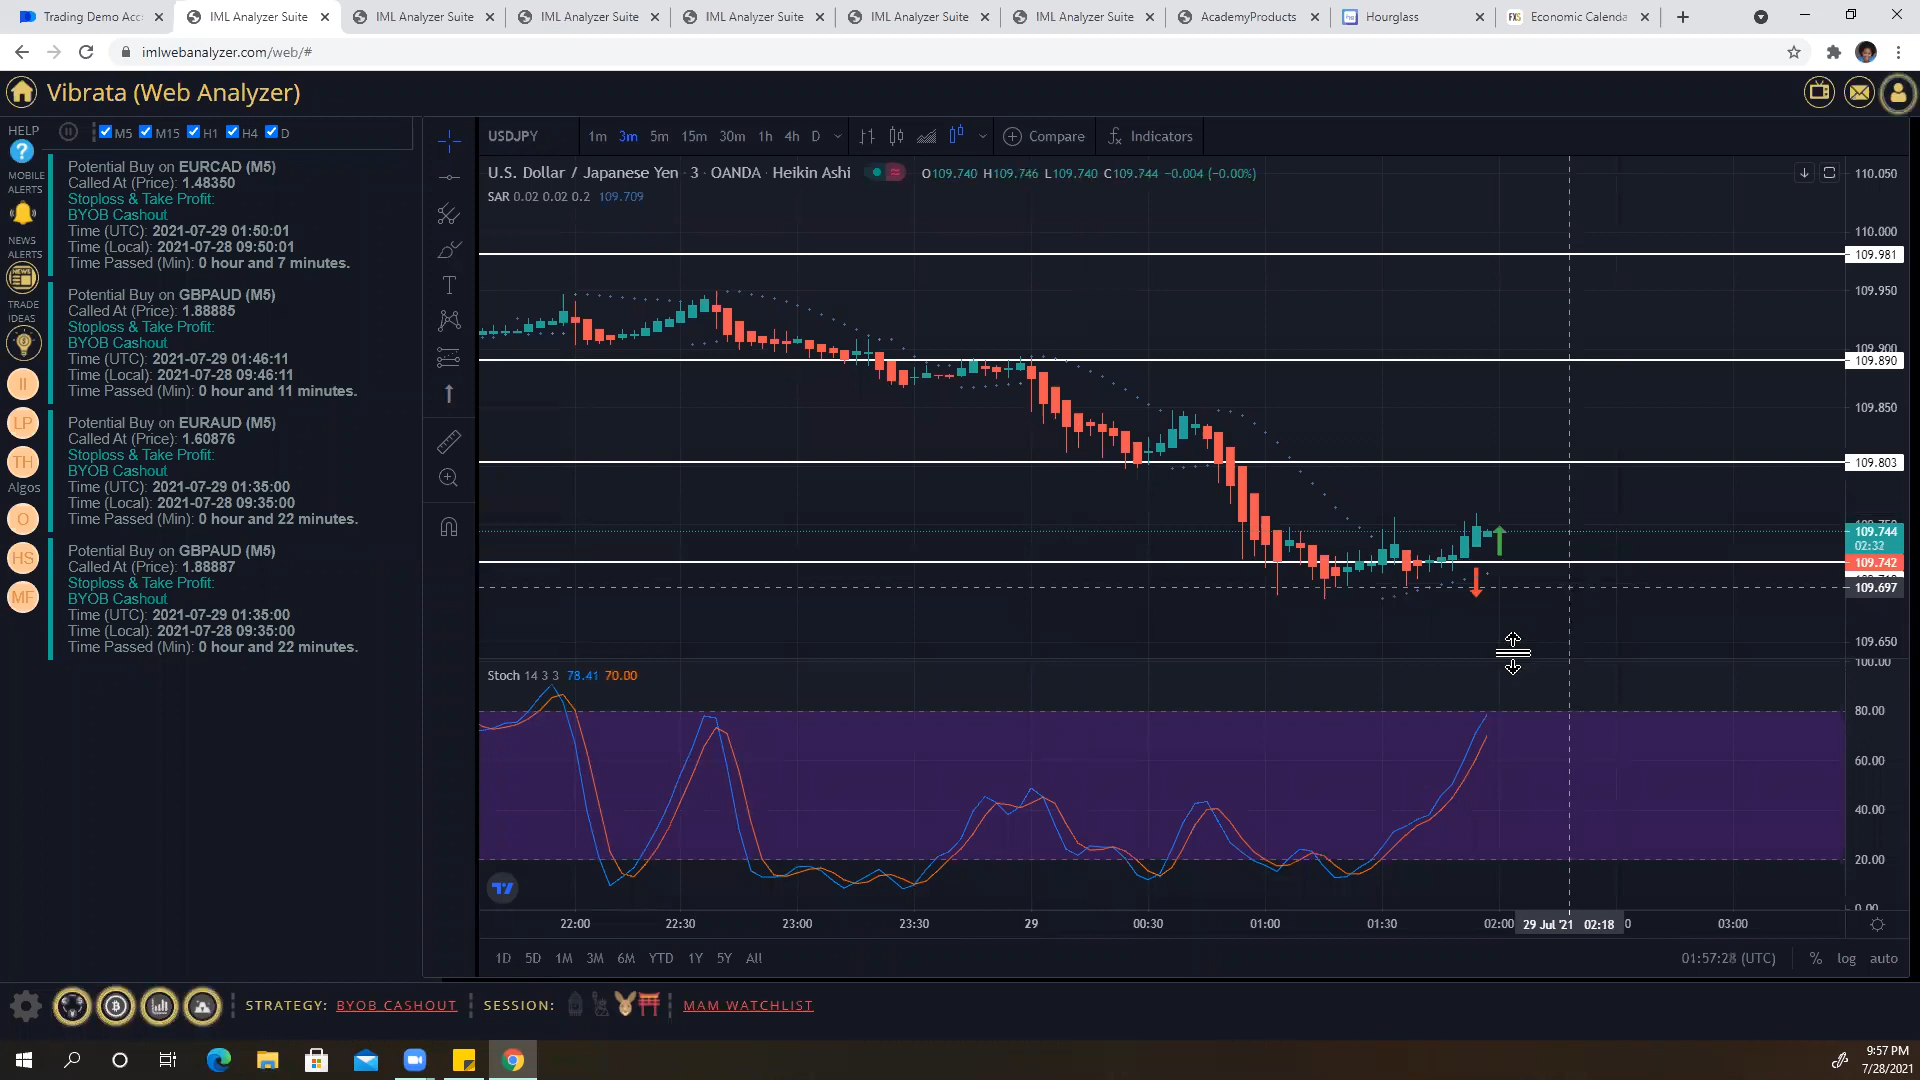 Trading Demo Acc
IML Analyzer Suite
IML Analyzer Suite
IML Analyzer Suite
IML Analyzer Suite
IML Analyzer Suite
IML Analyzer Suite
AcademyProducts
Hourglass
FXS Economic Calenda
imlwebanalyzer.com/web/#
Vibrata (Web Analyzer)
HELP
?
MOBILE
ALERTS
NEWS
ALERTS
NEWS
TRADE
IDEAS
II
LP
TH
Algos
O
HS
MF
M5 M15 H1 H4 D
Potential Buy on EURCAD (M5)
Called At (Price): 1.48350
Stoploss & Take Profit:
BYOB Cashout
Time (UTC): 2021-07-29 01:50:01
Time (Local): 2021-07-28 09:50:01
Time Passed (Min): 0 hour and 7 minutes.
Potential Buy on GBPAUD (M5)
Called At (Price): 1.88885
Stoploss & Take Profit:
BYOB Cashout
Time (UTC): 2021-07-29 01:46:11
Time (Local): 2021-07-28 09:46:11
Time Passed (Min): 0 hour and 11 minutes.
Potential Buy on EURAUD (M5)
Called At (Price): 1.60876
Stoploss & Take Profit:
BYOB Cashout
Time (UTC): 2021-07-29 01:35:00
Time (Local): 2021-07-28 09:35:00
Time Passed (Min): 0 hour and 22 minutes.
Potential Buy on GBPAUD (M5)
Called At (Price): 1.88887
Stoploss & Take Profit:
BYOB Cashout
Time (UTC): 2021-07-29 01:35:00
Time (Local): 2021-07-28 09:35:00
Time Passed (Min): 0 hour and 22 minutes.
USDJPY 1m 3m 5m 15m 30m 1h 4h D Compare Indicators
U.S. Dollar / Japanese Yen · 3 · OANDA · Heikin Ashi O109.740 H109.746 L109.740 C109.744 −0.004 (−0.00%)
SAR 0.02 0.02 0.2 109.709
110.050
110.000
109.981
109.950
109.900
109.890
109.850
109.803
109.744
02:32
109.742
109.697
109.650
100.00
Stoch 14 3 3 78.41 70.00
80.00
60.00
40.00
20.00
0.00
22:00 22:30 23:00 23:30 29 00:30 01:00 01:30 02:00 29 Jul '21 02:18 0 03:00
1D 5D 1M 3M 6M YTD 1Y 5Y All 01:57:28 (UTC) % log auto
STRATEGY: BYOB CASHOUT SESSION: MAM WATCHLIST
9:57 PM
7/28/2021